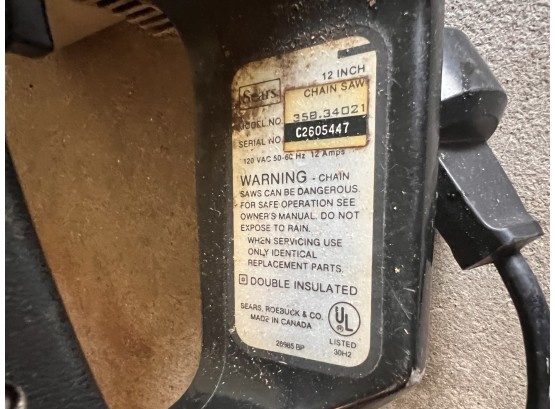 Sears
12 INCH
CHAIN SAW
MODEL NO. 358.34021
SERIAL NO. C2605447
120 VAC 50-60 Hz 12 Amps
WARNING - CHAIN
SAWS CAN BE DANGEROUS.
FOR SAFE OPERATION SEE
OWNER'S MANUAL. DO NOT
EXPOSE TO RAIN.
WHEN SERVICING USE
ONLY IDENTICAL
REPLACEMENT PARTS.
DOUBLE INSULATED
SEARS, ROEBUCK & CO.
MADE IN CANADA
UL
LISTED
30H2
25985 BP